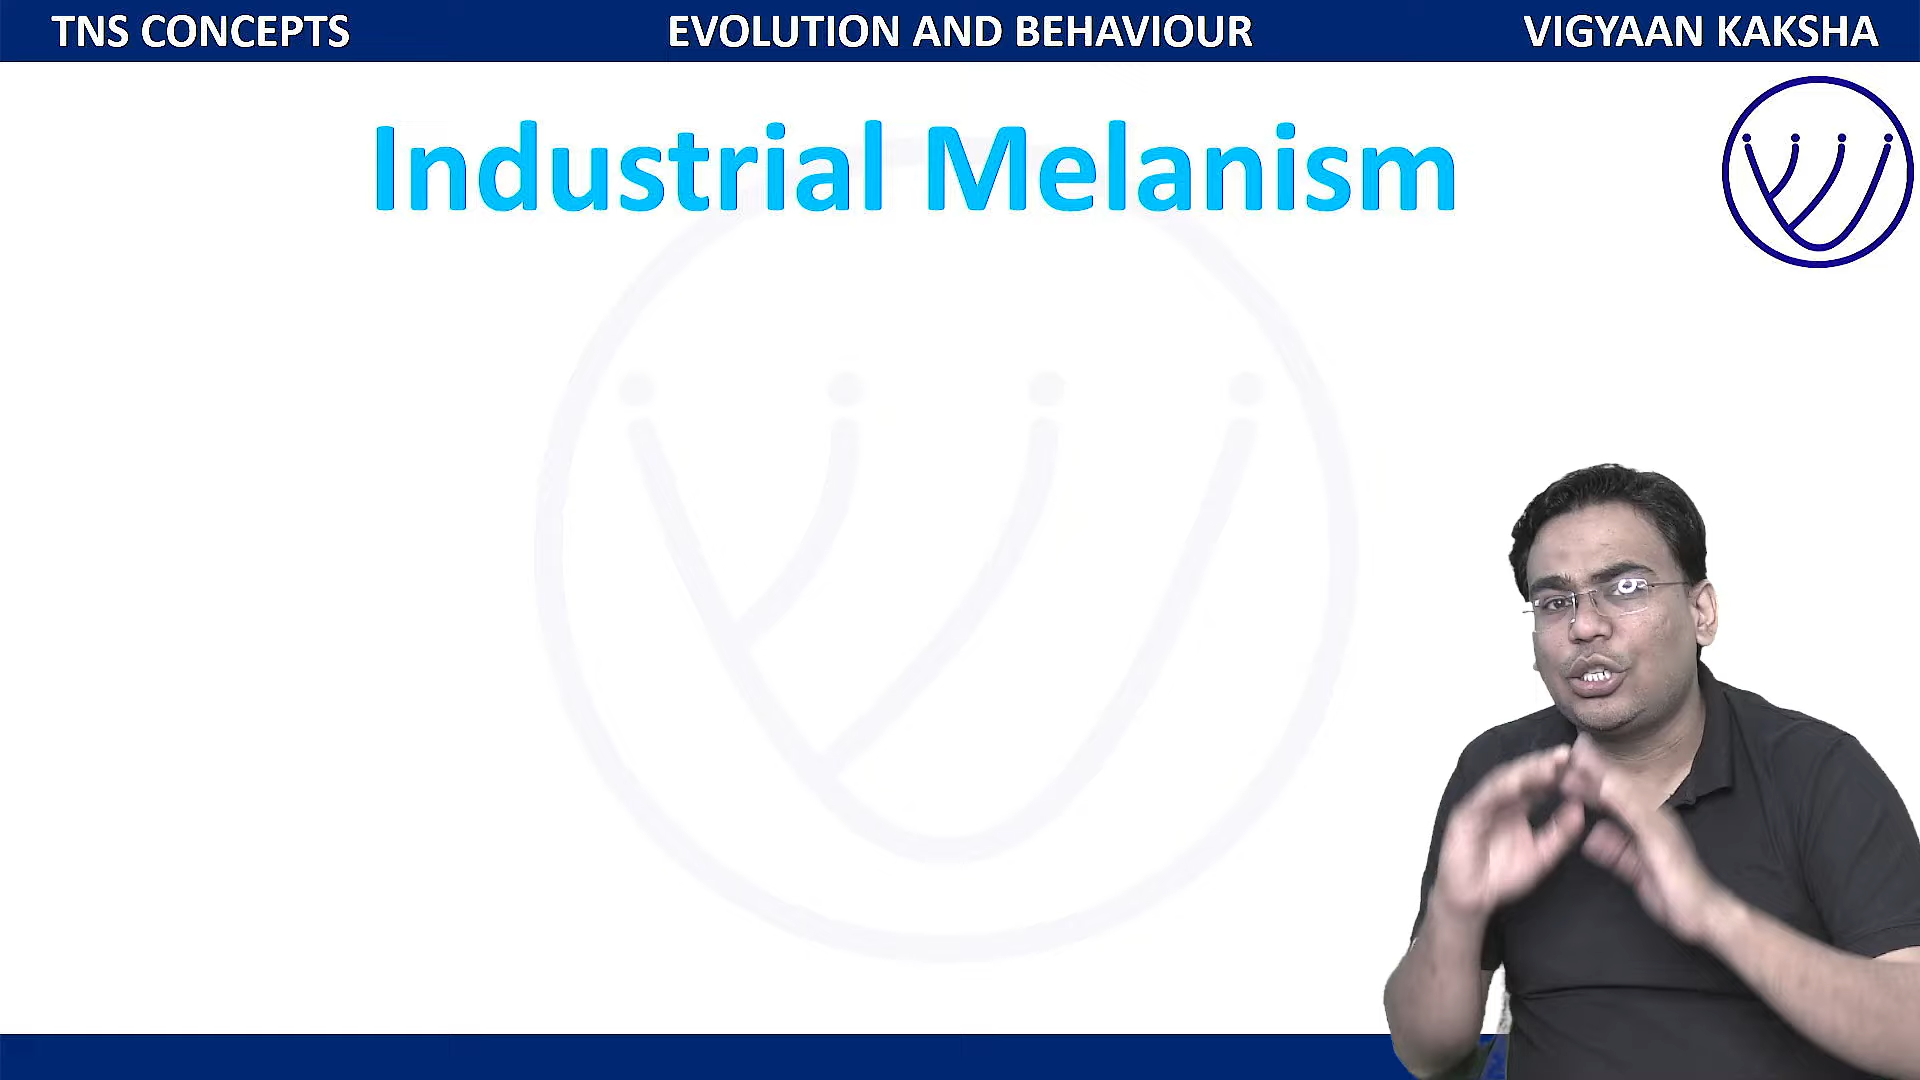 TNS CONCEPTS
EVOLUTION AND BEHAVIOUR
VIGYAAN KAKSHA
Industrial Melanism